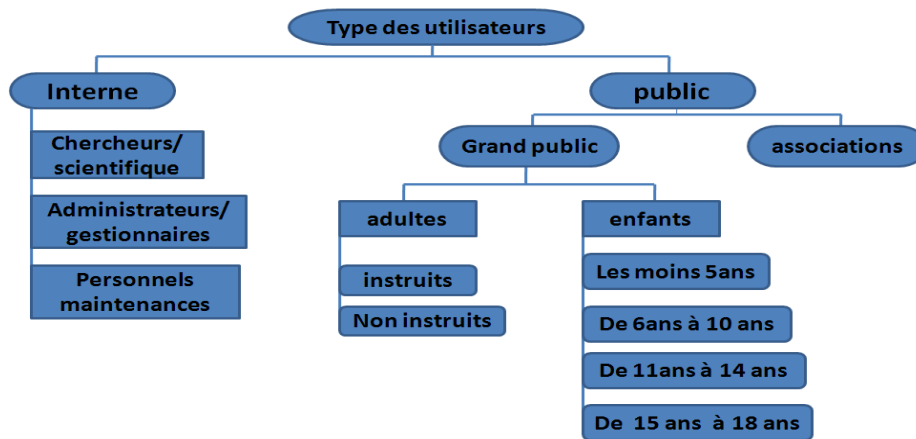 Type des utilisateurs
Interne
public
Chercheurs/
scientifique
Administrateurs/
gestionnaires
Personnels
maintenances
Grand public
associations
adultes
enfants
instruits
Non instruits
Les moins 5ans
De 6ans à 10 ans
De 11ans à 14 ans
De 15 ans à 18 ans